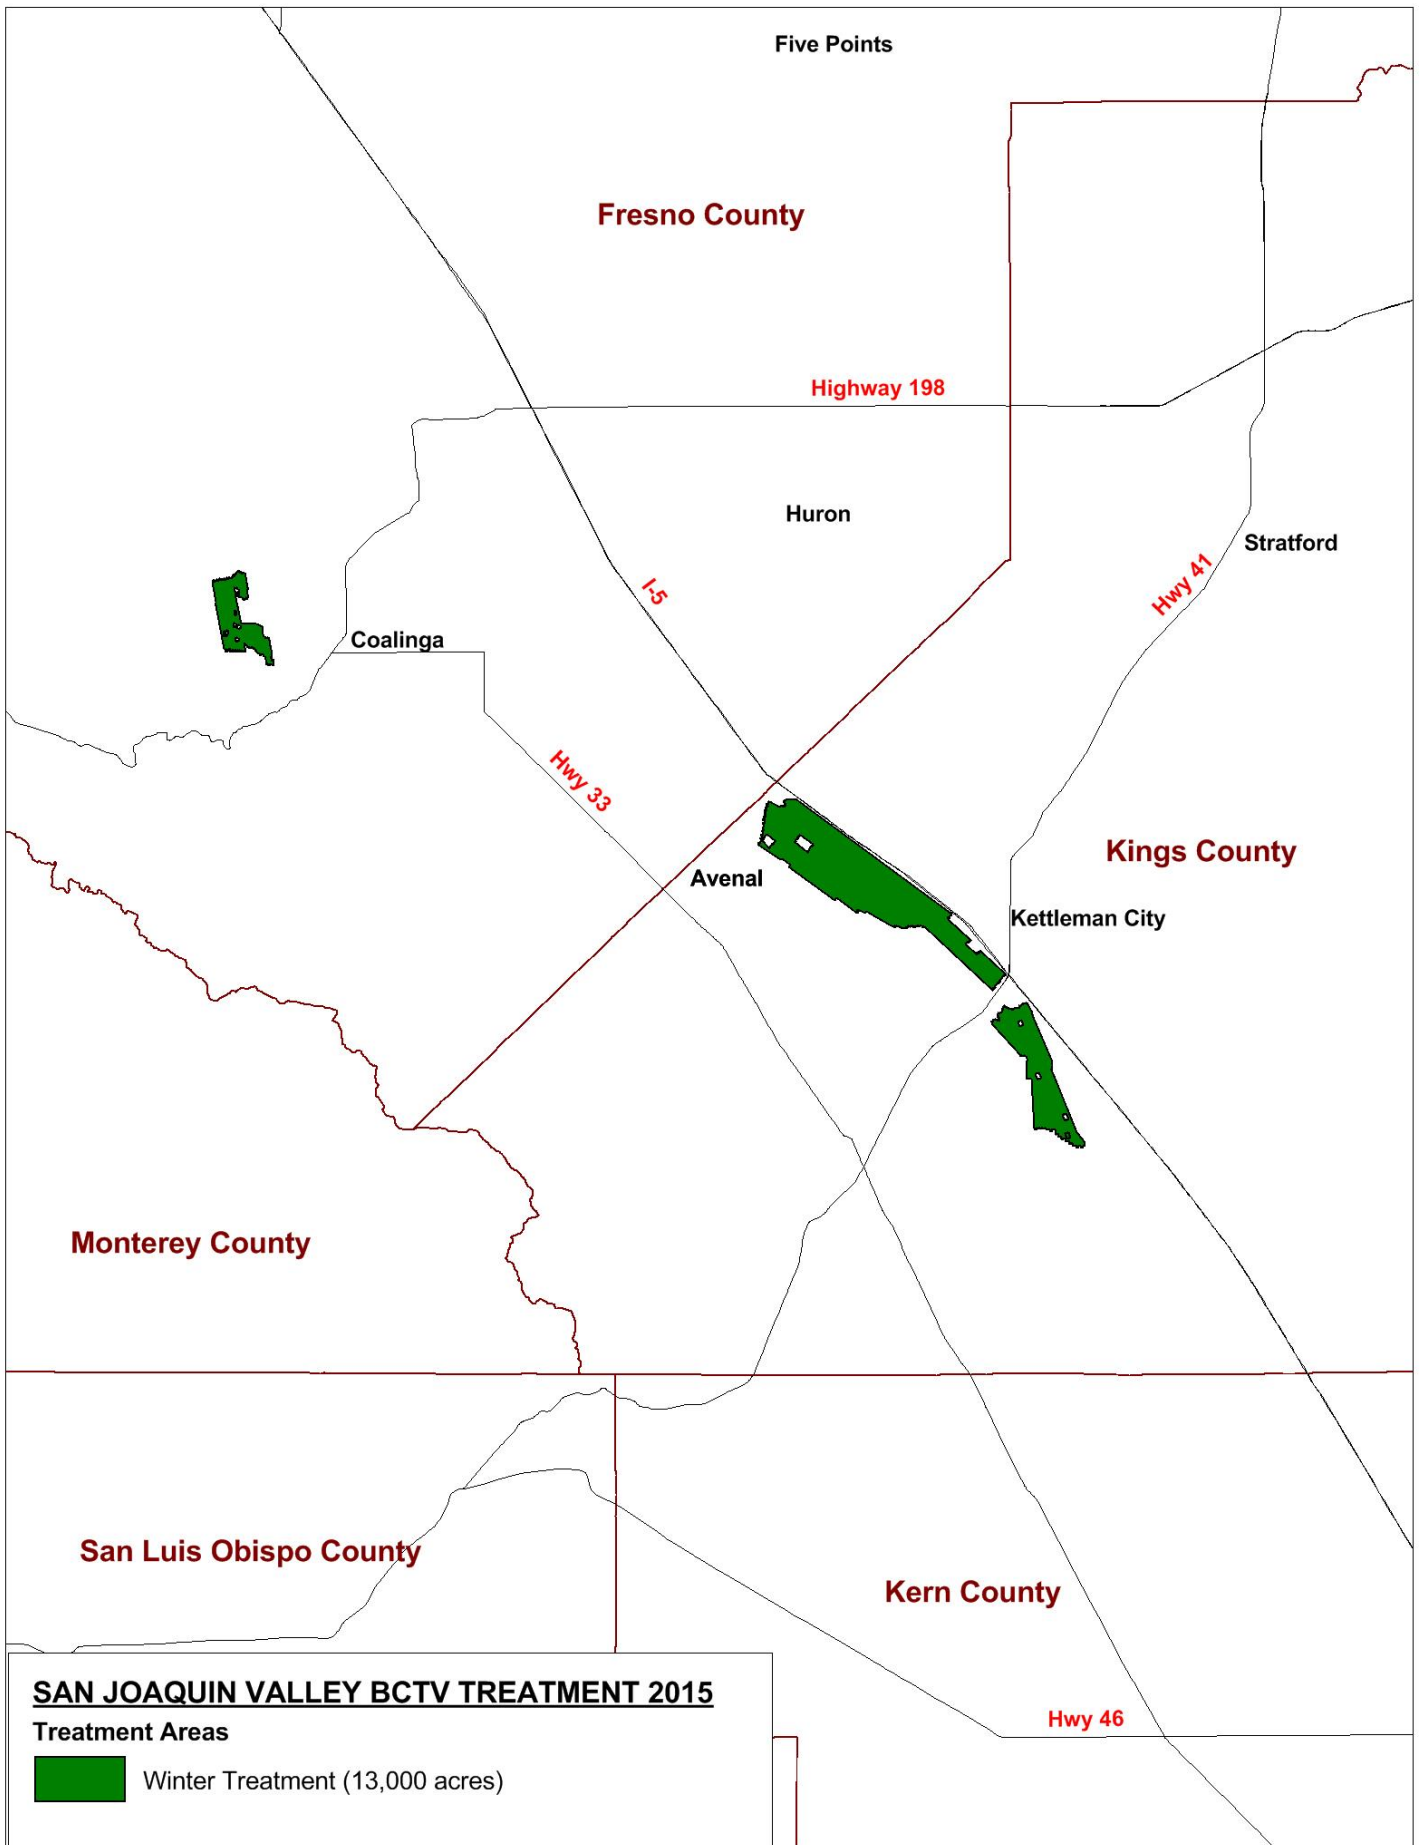 Five Points
Fresno County
Highway 198
Huron
Stratford
I-5
Hwy 41
Coalinga
Hwy 33
Kings County
Avenal
Kettleman City
Monterey County
San Luis Obispo County
Kern County
SAN JOAQUIN VALLEY BCTV TREATMENT 2015
Treatment Areas
Hwy 46
Winter Treatment (13,000 acres)